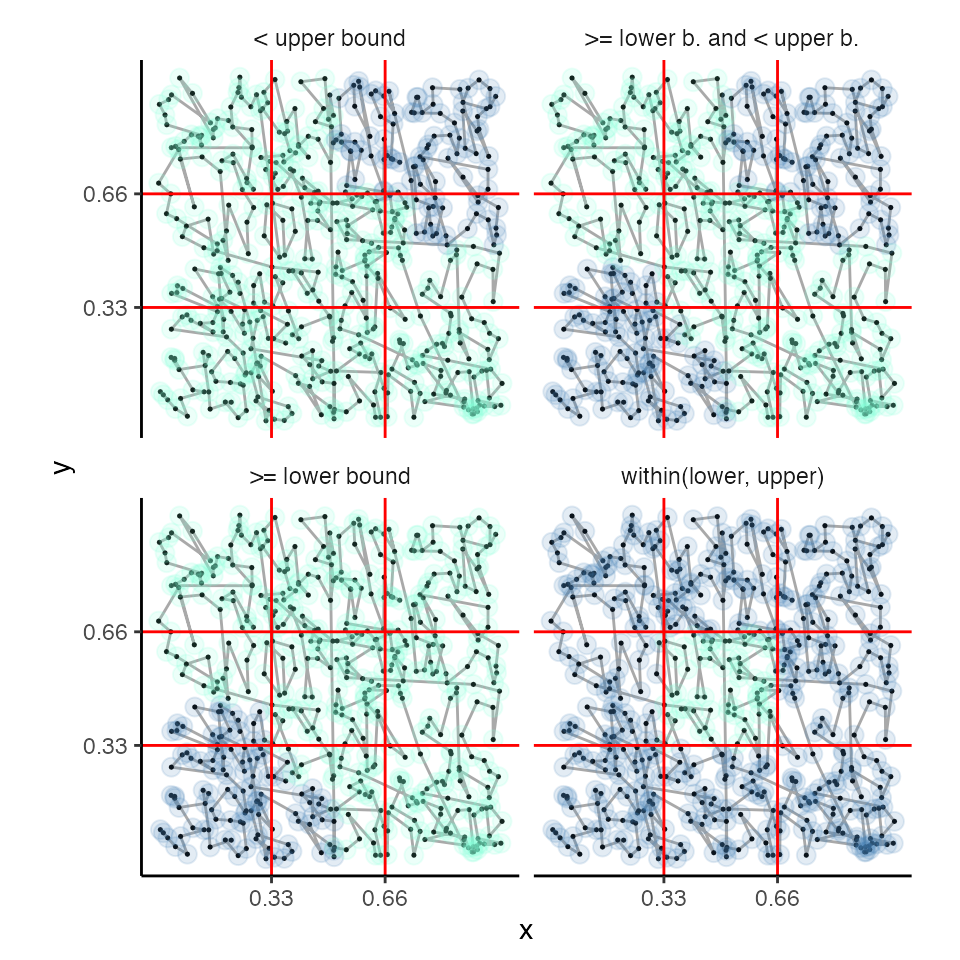 < upper bound
>= lower b. and < upper b.
0.66
0.33
y
>= lower bound
within(lower, upper)
0.66
0.33
0.33
0.66
0.33
0.66
x